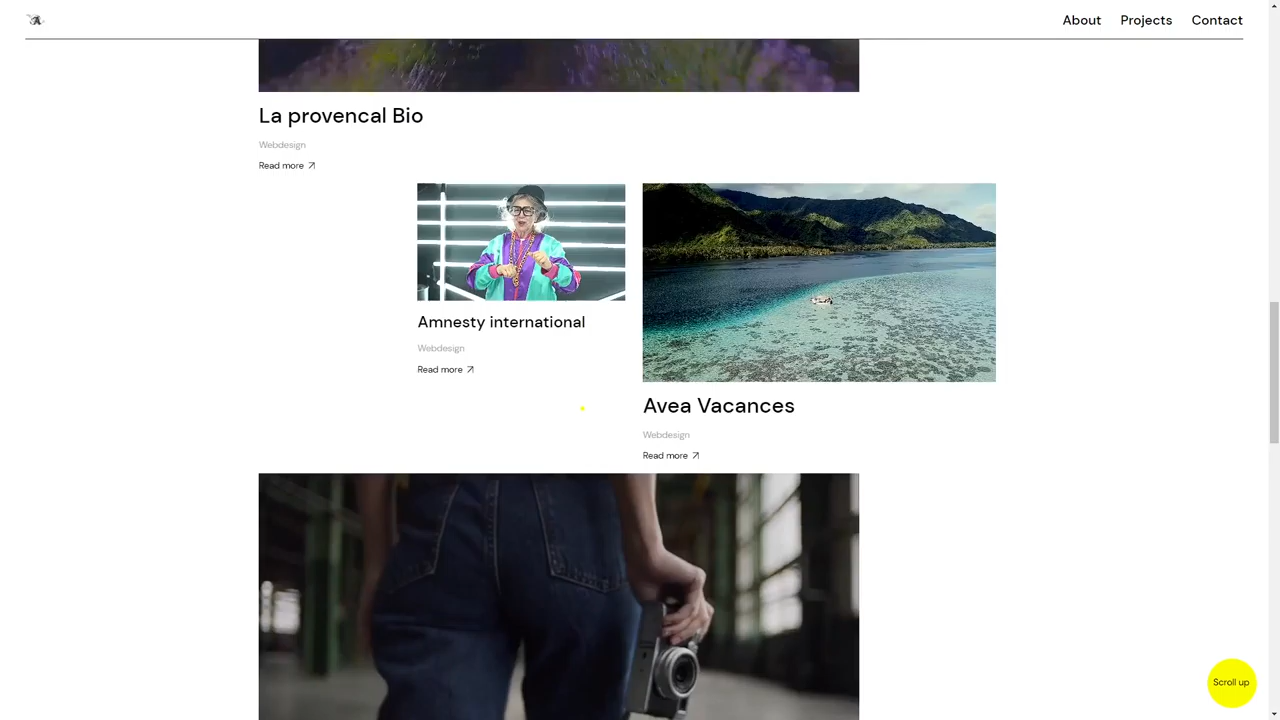 About Projects Contact
La provencal Bio
Webdesign
Read more
Amnesty international
Webdesign
Read more
Avea Vacances
Webdesign
Read more
Scroll up